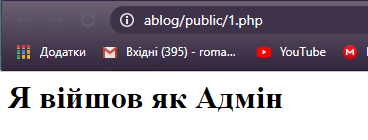 ablog/public/1.php
Додатки Вхідні (395) - roma... YouTube М
Я війшов як Адмін